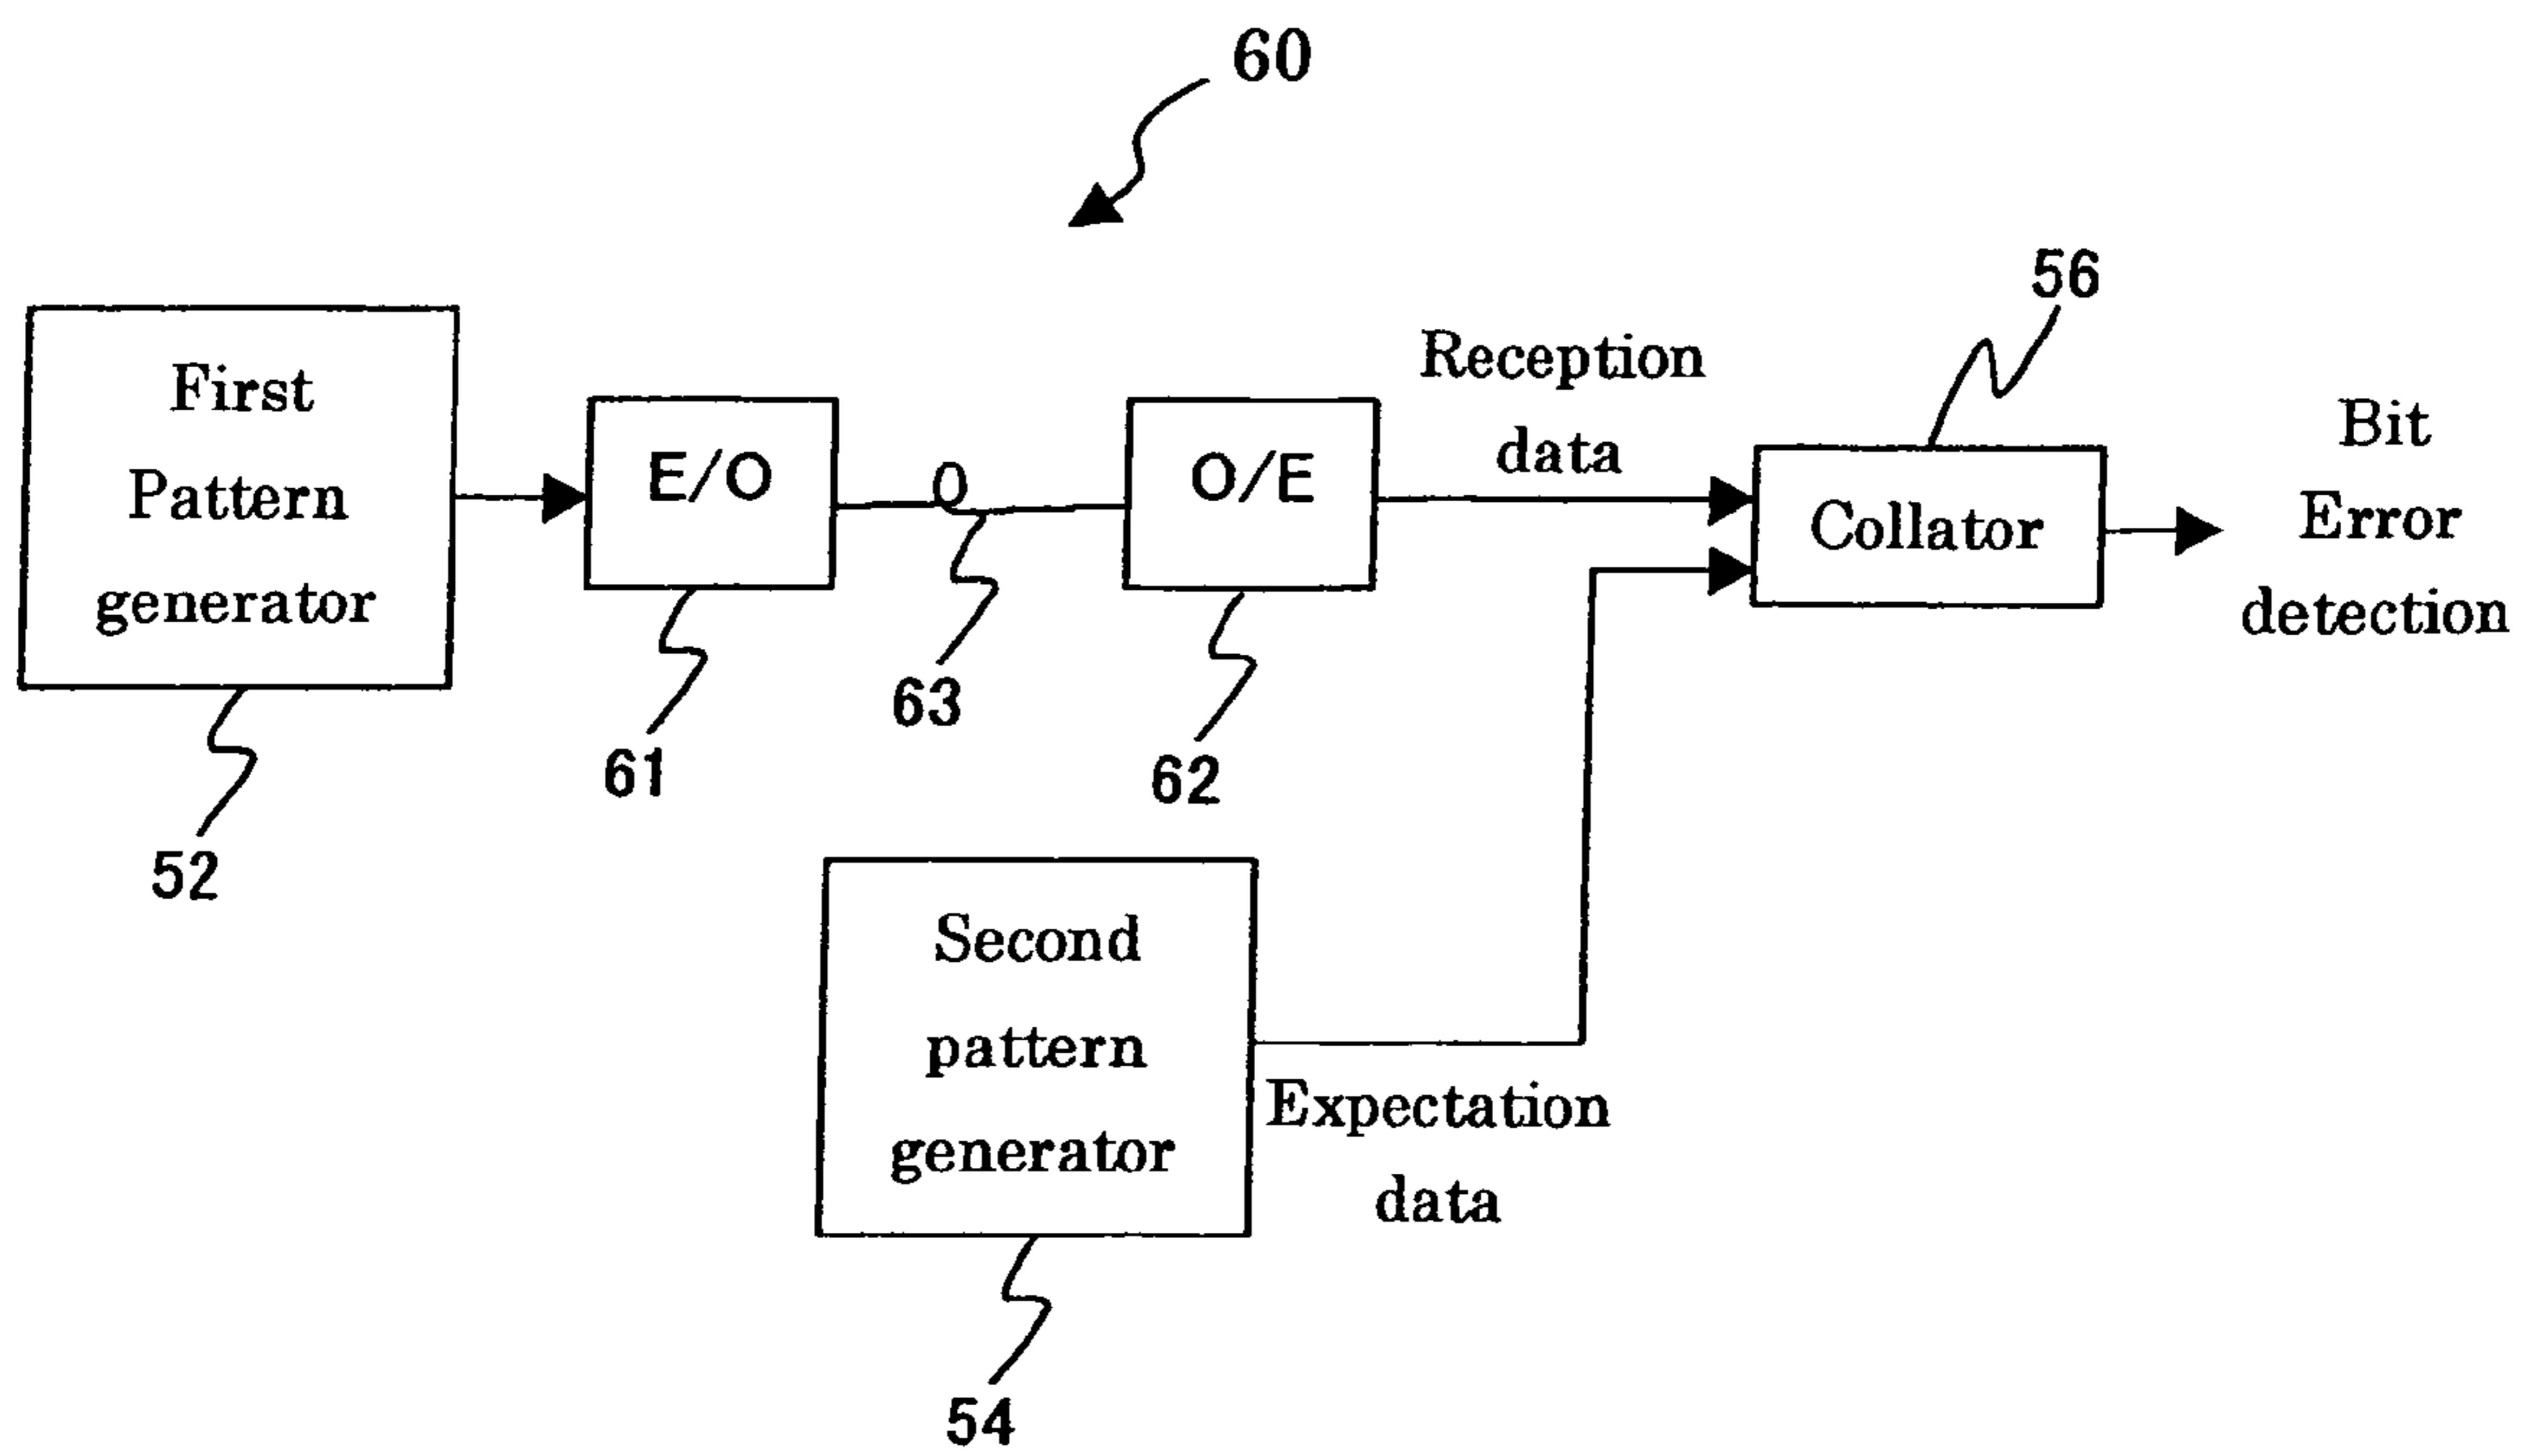 60
56
First
Pattern
generator
E/O
O/E
Reception
data
Collator
Bit
Error
detection
63
61
62
52
Second
pattern
generator
Expectation
data
54